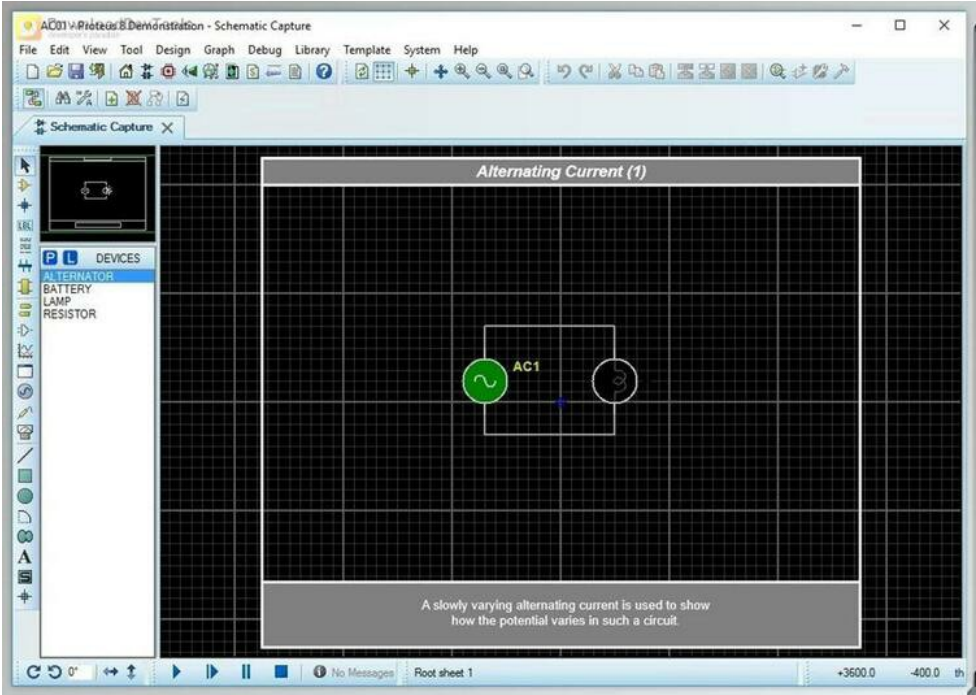 AC01 - Proteus 8 Demonstration - Schematic Capture
File Edit View Tool Design Graph Debug Library Template System Help
Schematic Capture
Alternating Current (1)
LBL
P L DEVICES
ALTERNATOR
BATTERY
LAMP
RESISTOR
AC1
A
S
A slowly varying alternating current is used to show
how the potential varies in such a circuit.
0° No Messages Root sheet 1 +3600.0 -400.0 th